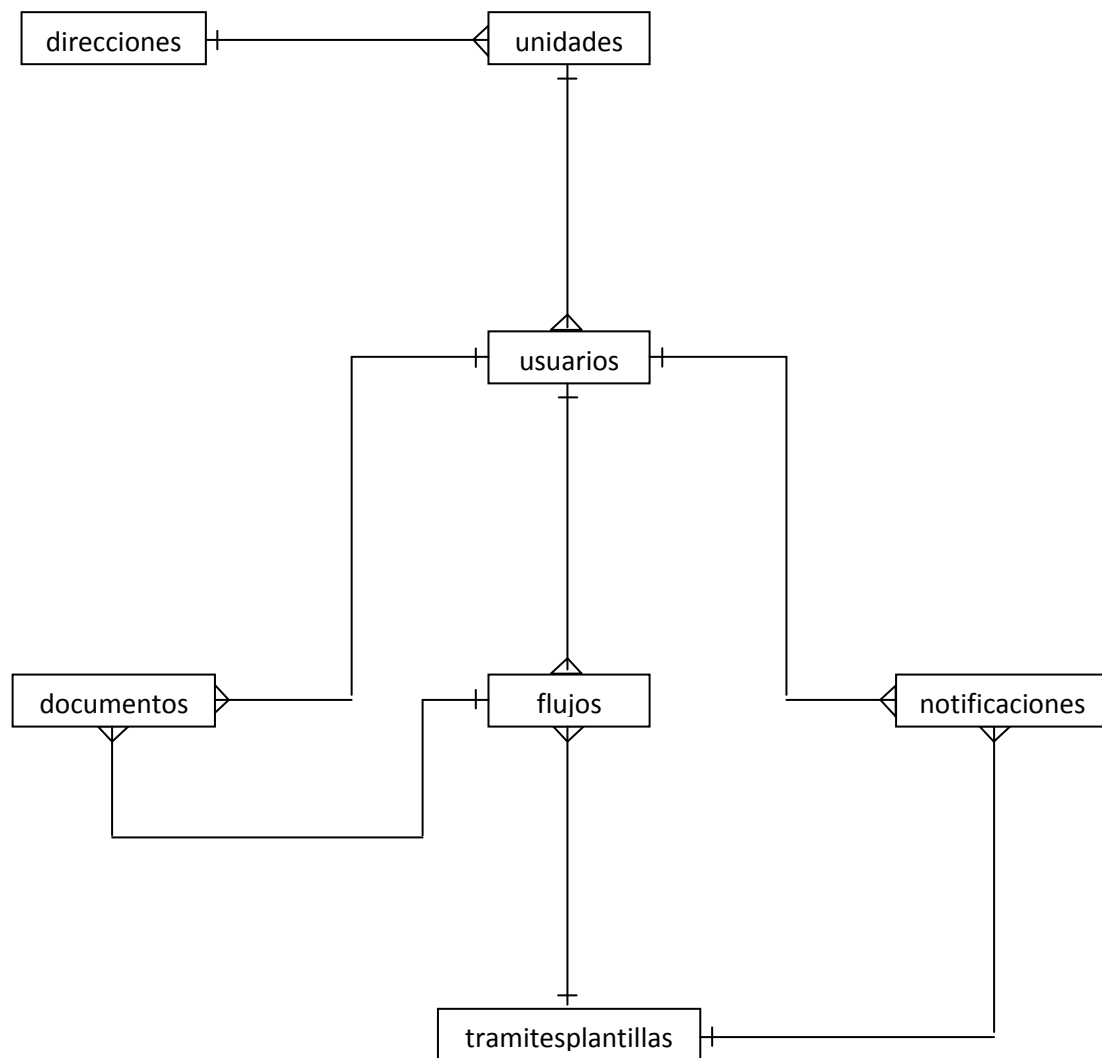 direcciones
unidades
usuarios
documentos
flujos
notificaciones
tramitesplantillas